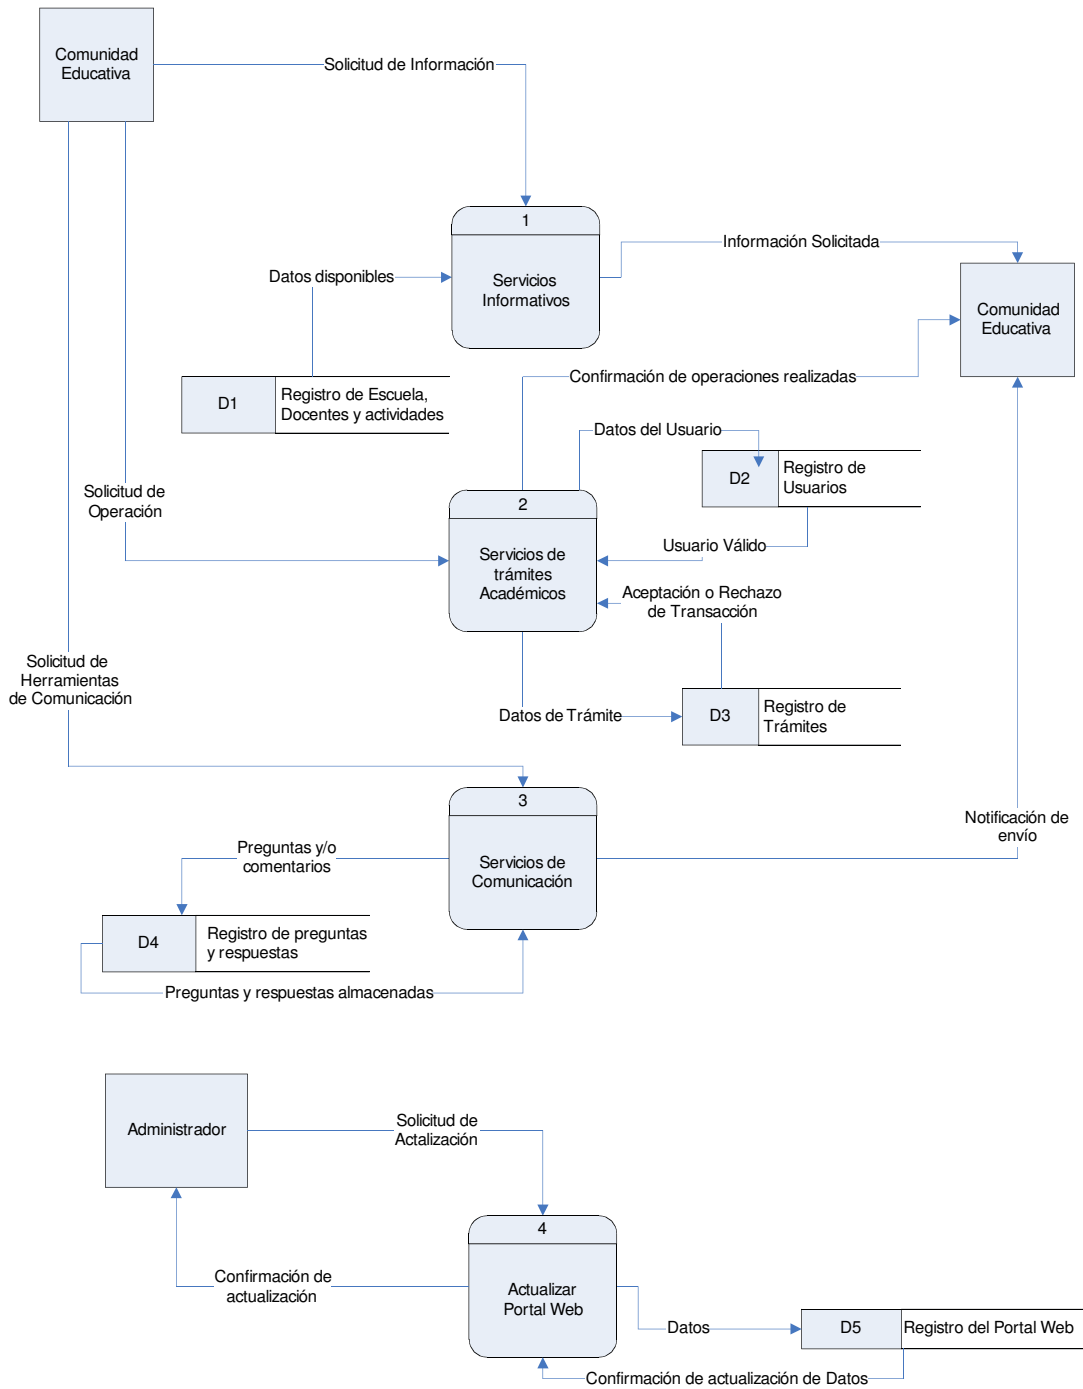 Comunidad
Educativa
Solicitud de Información
1
Servicios
Informativos
Información Solicitada
Datos disponibles
Comunidad
Educativa
D1
Registro de Escuela,
Docentes y actividades
Confirmación de operaciones realizadas
Datos del Usuario
D2
Registro de
Usuarios
Solicitud de
Operación
2
Servicios de
trámites
Académicos
Usuario Válido
Aceptación o Rechazo
de Transacción
Solicitud de
Herramientas
de Comunicación
Datos de Trámite
D3
Registro de
Trámites
3
Servicios de
Comunicación
Notificación de
envío
Preguntas y/o
comentarios
D4
Registro de preguntas
y respuestas
Preguntas y respuestas almacenadas
Administrador
Solicitud de
Actalización
4
Actualizar
Portal Web
Confirmación de
actualización
Datos
D5
Registro del Portal Web
Confirmación de actualización de Datos